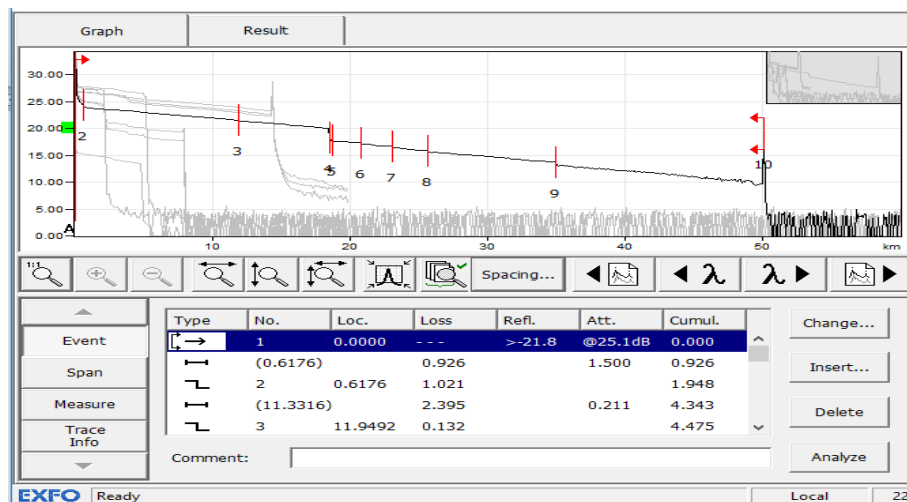 Graph Result
30.00
25.00
20.00
15.00
10.00
5.00
0.00
A
2 3 4 5 6 7 8 9 10
10 20 30 40 50 km
1:1 Spacing... λ λ
Event
Span
Measure
Trace Info
Type No. Loc. Loss Refl. Att. Cumul.
1 0.0000 --- >-21.8 @25.1dB 0.000
(0.6176) 0.926 1.500 0.926
2 0.6176 1.021 1.948
(11.3316) 2.395 0.211 4.343
3 11.9492 0.132 4.475
Comment:
Change...
Insert...
Delete
Analyze
EXFO Ready Local 22